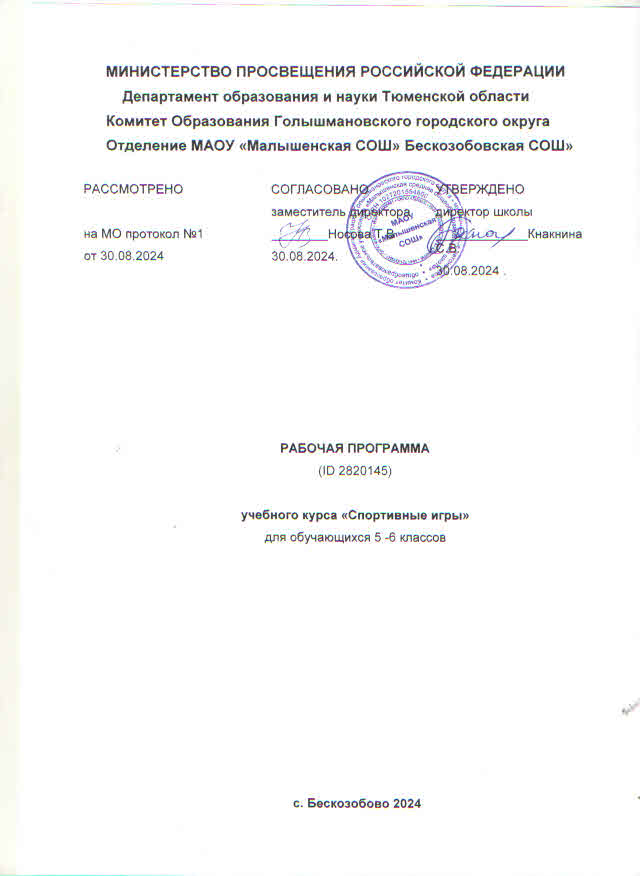 МИНИСТЕРСТВО ПРОСВЕЩЕНИЯ РОССИЙСКОЙ ФЕДЕРАЦИИ
Департамент образования и науки Тюменской области
Комитет Образования Голышмановского городского округа
Отделение МАОУ «Малышенская СОШ» Бескозобовская СОШ»
РАССМОТРЕНО
на МО протокол №1
от 30.08.2024
СОГЛАСОВАНО
заместитель директора
Носова Т.В.
30.08.2024.
УТВЕРЖДЕНО
директор школы
Кнакнина
С.В.
30.08.2024 .
МАОУ
«Малышенская
СОШ»
РАБОЧАЯ ПРОГРАММА
(ID 2820145)
учебного курса «Спортивные игры»
для обучающихся 5 -6 классов
с. Бескозобово 2024